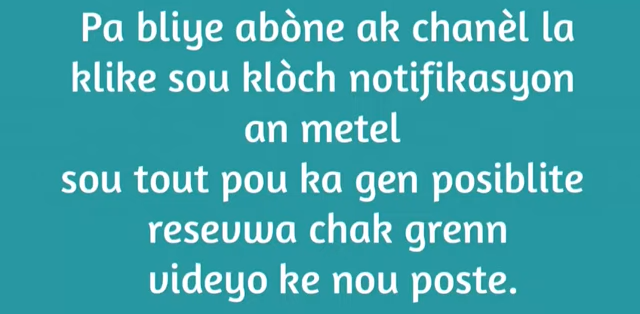 Pa bliye abòne ak chanèl la
klike sou klòch notifikasyon
an metel
sou tout pou ka gen posiblite
resevwa chak grenn
videyo ke nou poste.